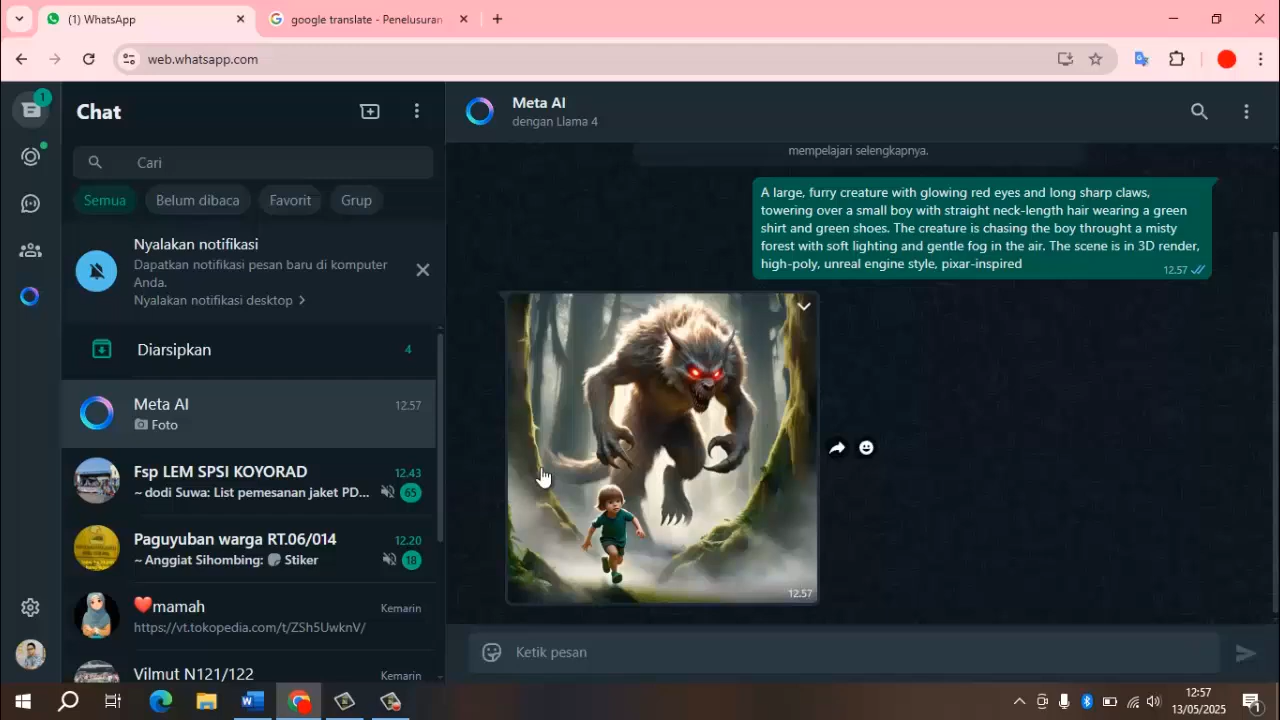 (1) WhatsApp
google translate - Penelusuran
web.whatsapp.com
1
Chat
Cari
Semua
Belum dibaca
Favorit
Grup
Nyalakan notifikasi
Dapatkan notifikasi pesan baru di komputer
Anda.
Nyalakan notifikasi desktop
Diarsipkan
4
Meta AI
12.57
Foto
Fsp LEM SPSI KOYORAD
12.43
~ dodi Suwa: List pemesanan jaket PD...
65
Paguyuban warga RT.06/014
12.20
~ Anggiat Sihombing: Stiker
18
mamah
Kemarin
https://vt.tokopedia.com/t/ZSh5UwknV/
Vilmut N121/122
Kemarin
Meta AI
dengan Llama 4
mempelajari selengkapnya.
A large, furry creature with glowing red eyes and long sharp claws,
towering over a small boy with straight neck-length hair wearing a green
shirt and green shoes. The creature is chasing the boy throught a misty
forest with soft lighting and gentle fog in the air. The scene is in 3D render,
high-poly, unreal engine style, pixar-inspired
12.57
12.57
Ketik pesan
12:57
13/05/2025
1